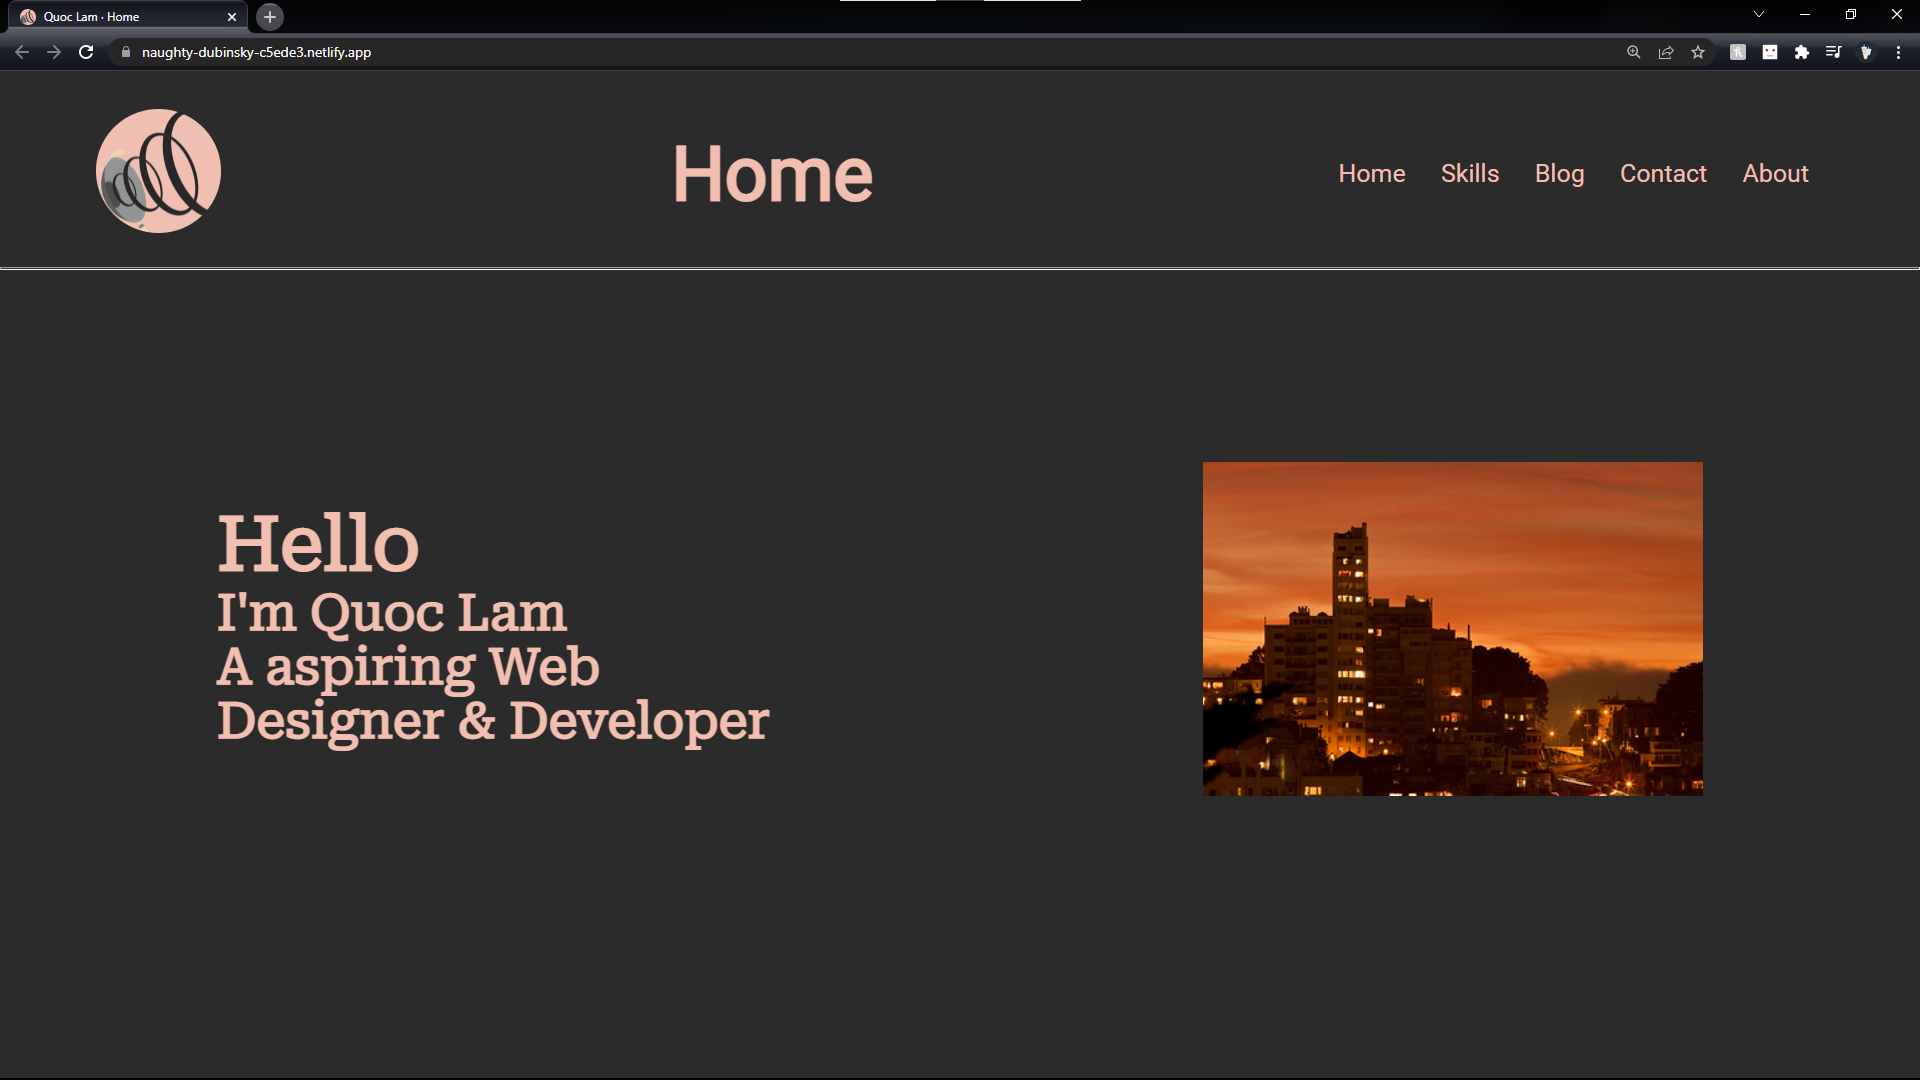 Quoc Lam · Home
naughty-dubinsky-c5ede3.netlify.app
Home
Home Skills Blog Contact About
Hello
I'm Quoc Lam
A aspiring Web
Designer & Developer